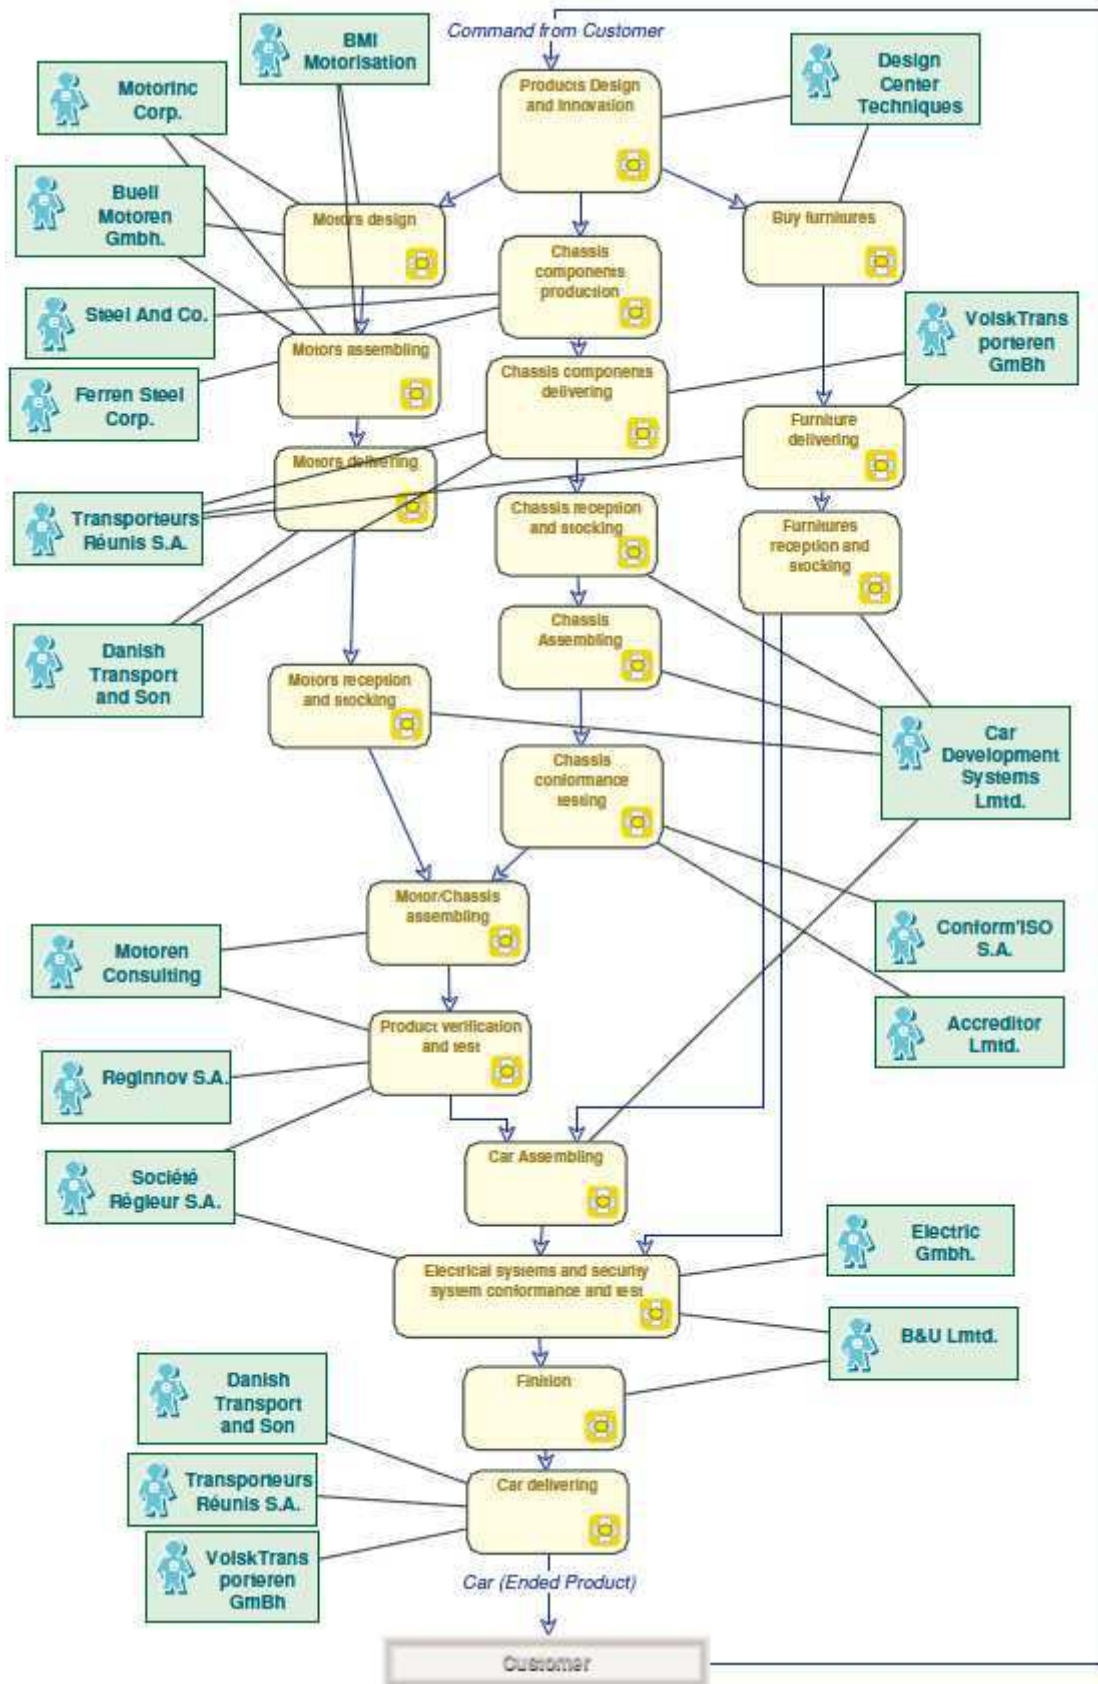 Command from Customer
BMI
Motorisation
Design
Center
Techniques
MotorInc
Corp.
Products Design
and Innovation
Buell
Motoren
Gmbh.
Motors design
Buy furnitures
Chassis
components
production
Steel And Co.
VolskTrans
porteren
GmBh
Motors assembling
Chassis components
delivering
Ferren Steel
Corp.
Furniture
delivering
Motors delivering
Transporteurs
Réunis S.A.
Chassis reception
and stocking
Furnitures
reception and
stocking
Chassis
Assembling
Danish
Transport
and Son
Motors reception
and stocking
Car
Development
Systems
Lmtd.
Chassis
conformance
testing
Motor/Chassis
assembling
Conform'ISO
S.A.
Motoren
Consulting
Accreditor
Lmtd.
Product verification
and test
RegInnov S.A.
Car Assembling
Société
Régleur S.A.
Electric
Gmbh.
Electrical systems and security
system conformance and test
B&U Lmtd.
Finition
Danish
Transport
and Son
Transporteurs
Réunis S.A.
Car delivering
VolskTrans
porteren
GmBh
Car (Ended Product)
Customer